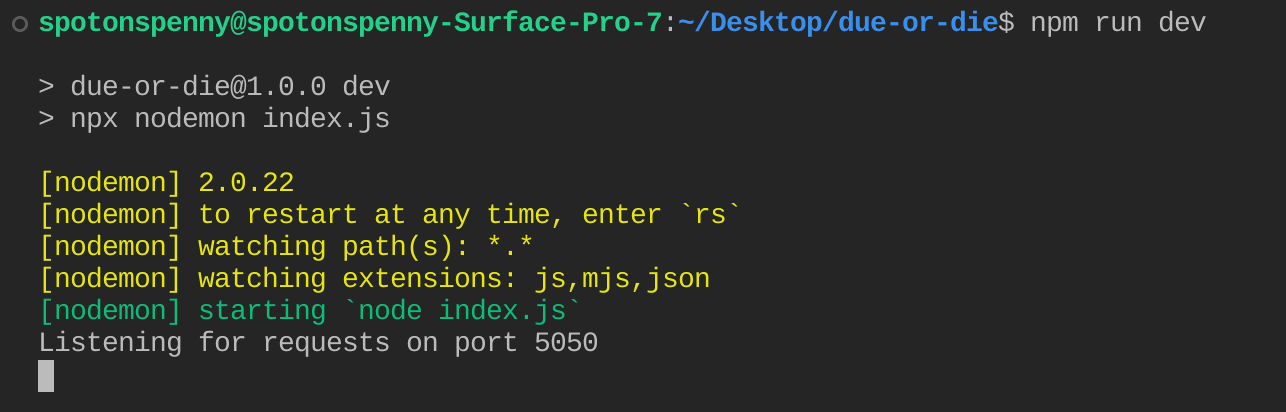 spotonspenny@spotonspenny-Surface-Pro-7:~/Desktop/due-or-die$ npm run dev
> due-or-die@1.0.0 dev
> npx nodemon index.js
[nodemon] 2.0.22
[nodemon] to restart at any time, enter `rs`
[nodemon] watching path(s): *.*
[nodemon] watching extensions: js,mjs,json
[nodemon] starting `node index.js`
Listening for requests on port 5050